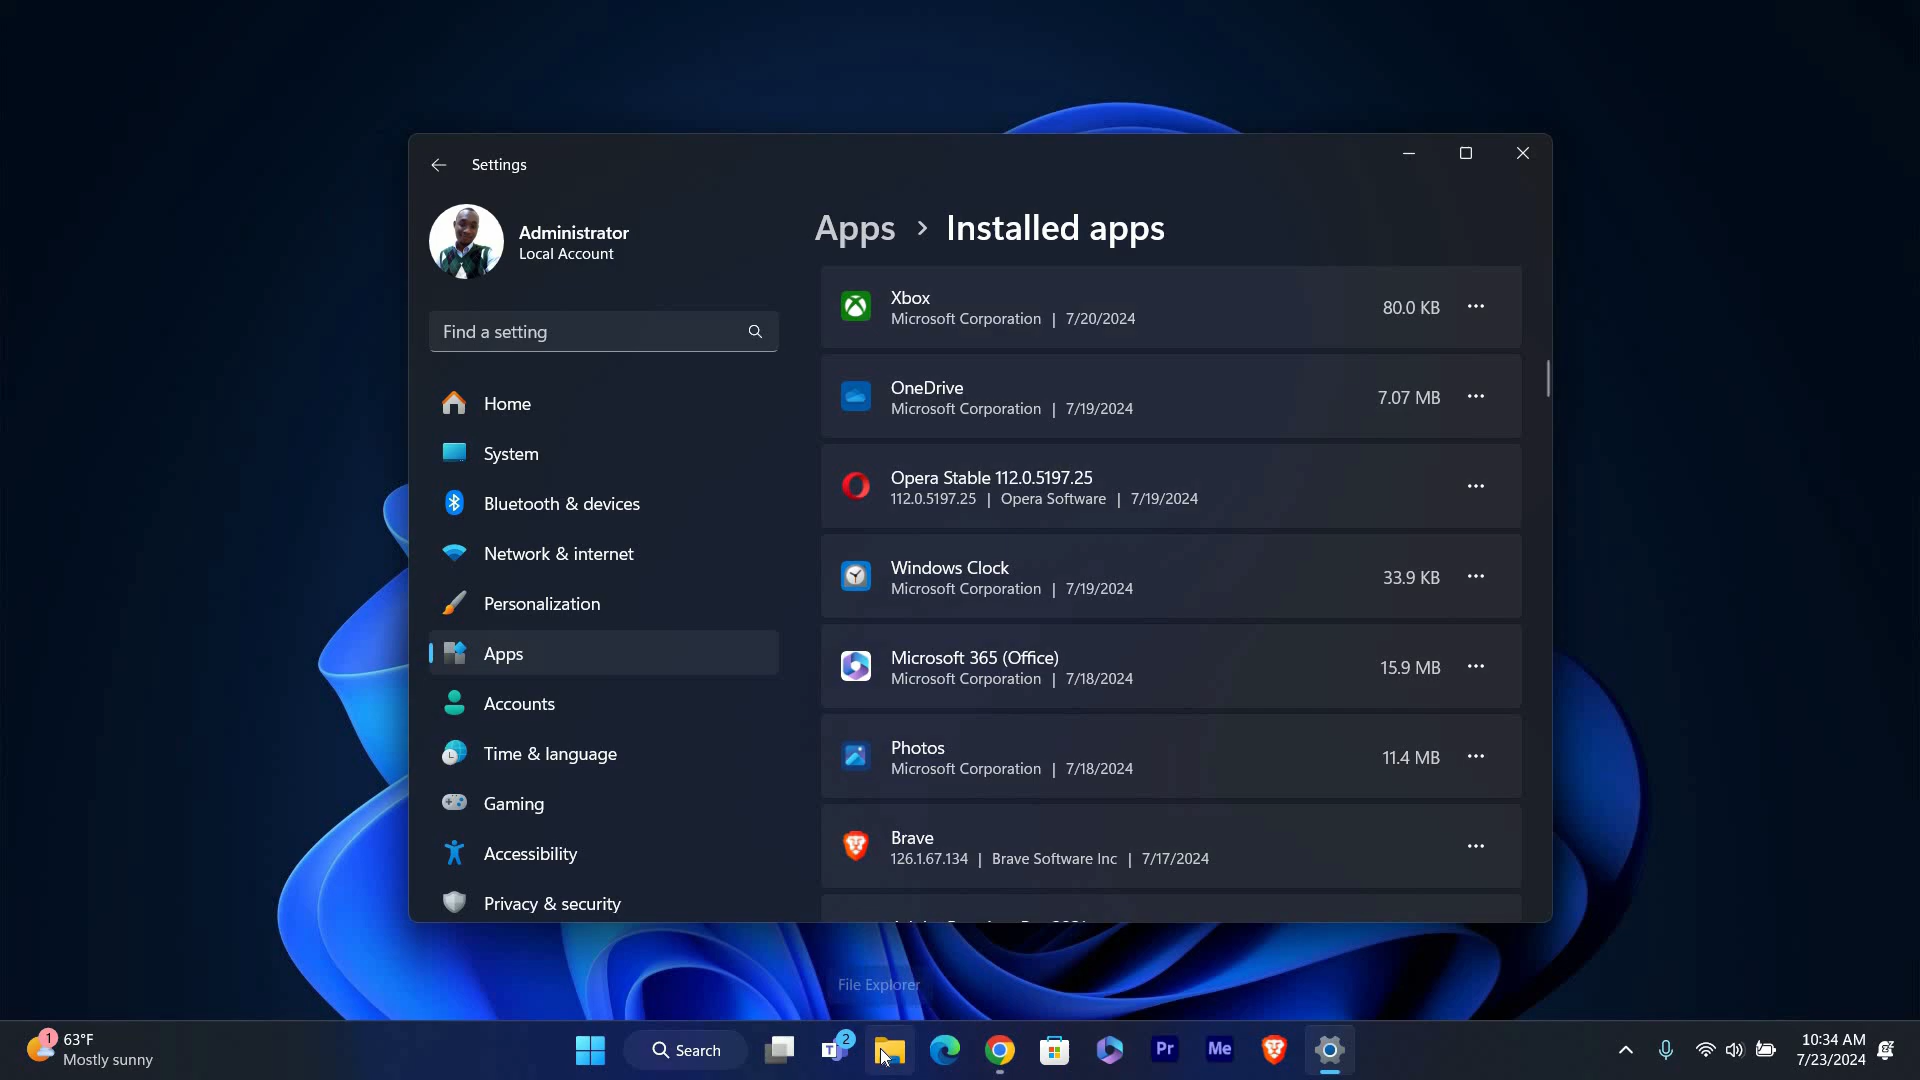 Settings
Administrator
Local Account
Find a setting
Home
System
Bluetooth & devices
Network & internet
Personalization
Apps
Accounts
Time & language
Gaming
Accessibility
Privacy & security
Apps > Installed apps
Xbox
Microsoft Corporation | 7/20/2024
80.0 KB
OneDrive
Microsoft Corporation | 7/19/2024
7.07 MB
Opera Stable 112.0.5197.25
112.0.5197.25 | Opera Software | 7/19/2024
Windows Clock
Microsoft Corporation | 7/19/2024
33.9 KB
Microsoft 365 (Office)
Microsoft Corporation | 7/18/2024
15.9 MB
Photos
Microsoft Corporation | 7/18/2024
11.4 MB
Brave
126.1.67.134 | Brave Software Inc | 7/17/2024
File Explorer
1
63°F
Mostly sunny
Search
T
2
Pr
Me
10:34 AM
7/23/2024